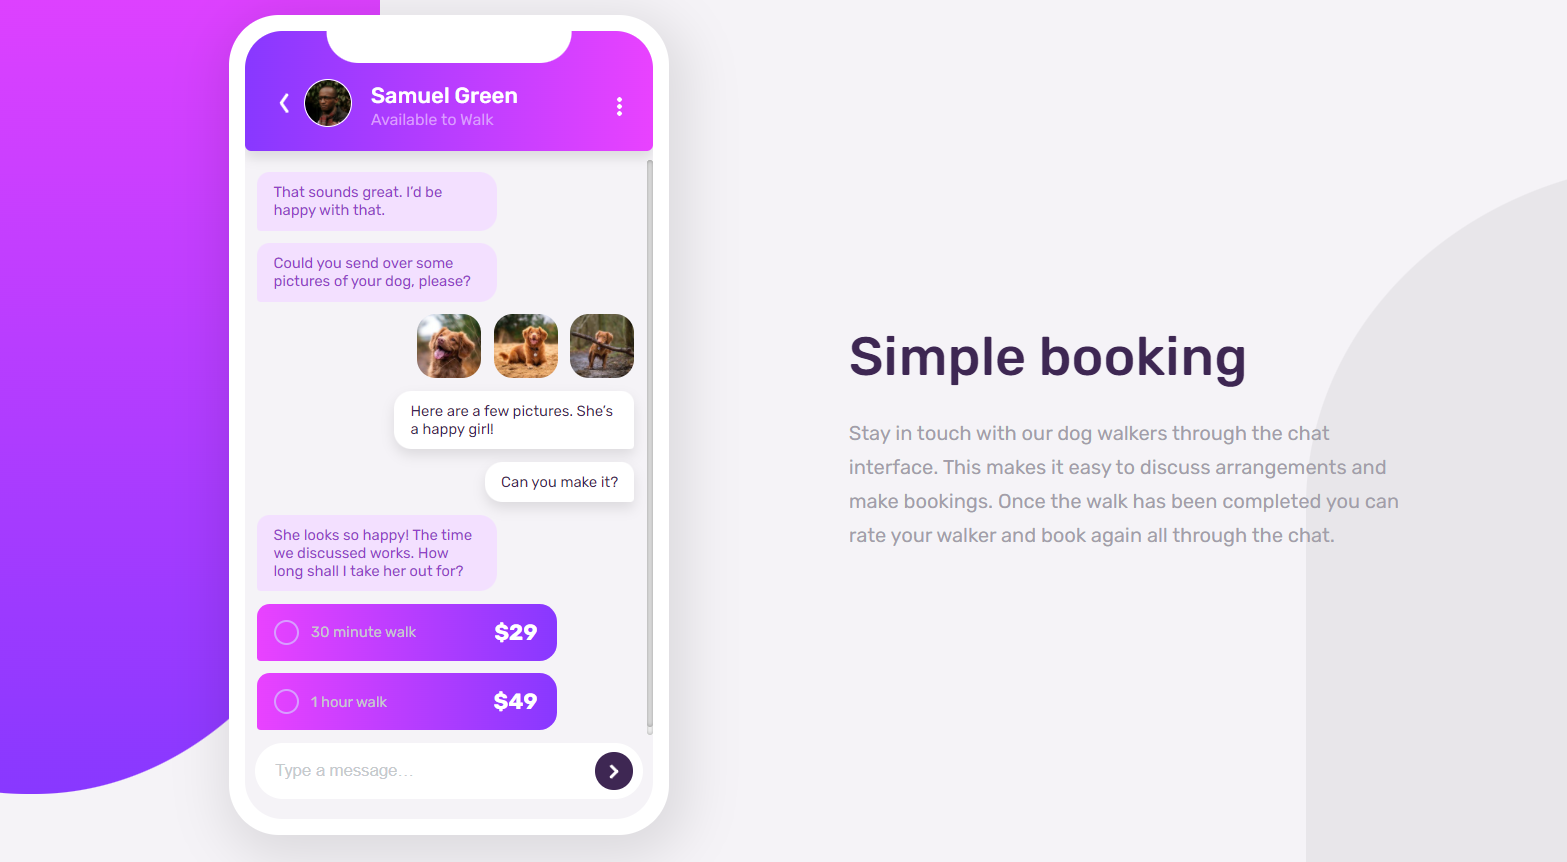 Samuel Green
Available to Walk
That sounds great. I’d be
happy with that.
Could you send over some
pictures of your dog, please?
Here are a few pictures. She’s
a happy girl!
Can you make it?
She looks so happy! The time
we discussed works. How
long shall I take her out for?
30 minute walk $29
1 hour walk $49
Type a message…
Simple booking
Stay in touch with our dog walkers through the chat
interface. This makes it easy to discuss arrangements and
make bookings. Once the walk has been completed you can
rate your walker and book again all through the chat.